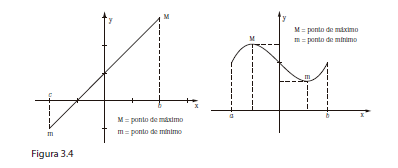 y
M
c
b
x
m
M = ponto de máximo
m = ponto de mínimo
y
M = ponto de máximo
m = ponto de mínimo
M
m
a
b
x
Figura 3.4